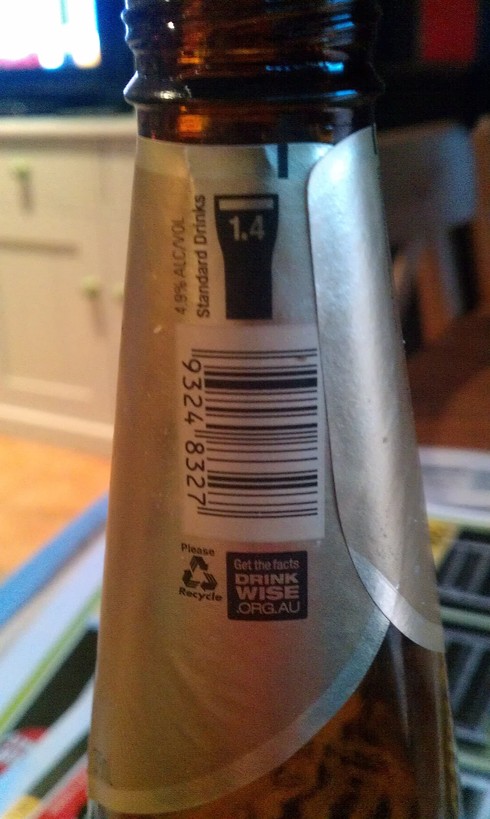 4.9% ALC/VOL
Standard Drinks
1.4
9324 8327
Please
Recycle
Get the facts
DRINK
WISE
.ORG.AU